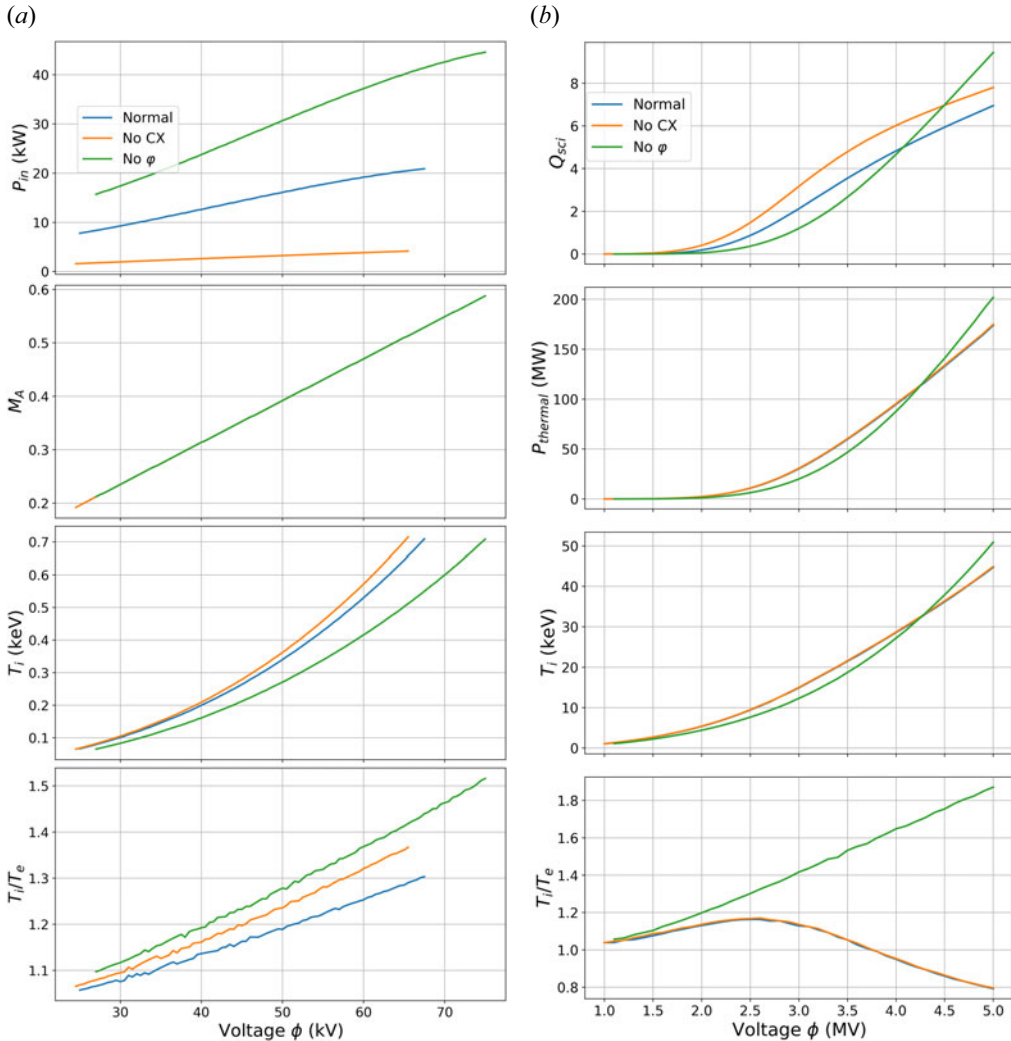 (a)
P_in (kW)
40
30
20
10
0
Normal
No CX
No φ
M_A
0.6
0.5
0.4
0.3
0.2
T_i (keV)
0.7
0.6
0.5
0.4
0.3
0.2
0.1
T_i/T_e
1.5
1.4
1.3
1.2
1.1
30 40 50 60 70
Voltage ϕ (kV)
(b)
Q_sci
8
6
4
2
0
Normal
No CX
No φ
P_thermal (MW)
200
150
100
50
0
T_i (keV)
50
40
30
20
10
0
T_i/T_e
1.8
1.6
1.4
1.2
1.0
0.8
1.0 1.5 2.0 2.5 3.0 3.5 4.0 4.5 5.0
Voltage ϕ (MV)